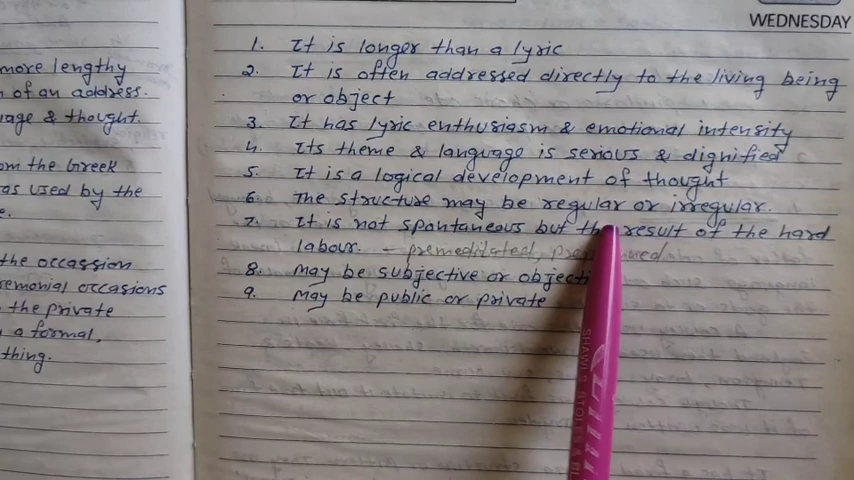 WEDNESDAY
more lengthy
of an address.
age & thought.
om the Greek
as used by the
the occassion
remonial occasions
the private
a formal,
thing.
1. It is longer than a lyric
2. It is often addressed directly to the living being
or object
3. It has lyric enthusiasm & emotional intensity
4. Its theme & language is serious & dignified
5. It is a logical development of thought
6. The structure may be regular or irregular.
7. It is not spontaneous but the result of the hard
labour. - premeditated,
8. May be subjective or objecti
9. May be public or private